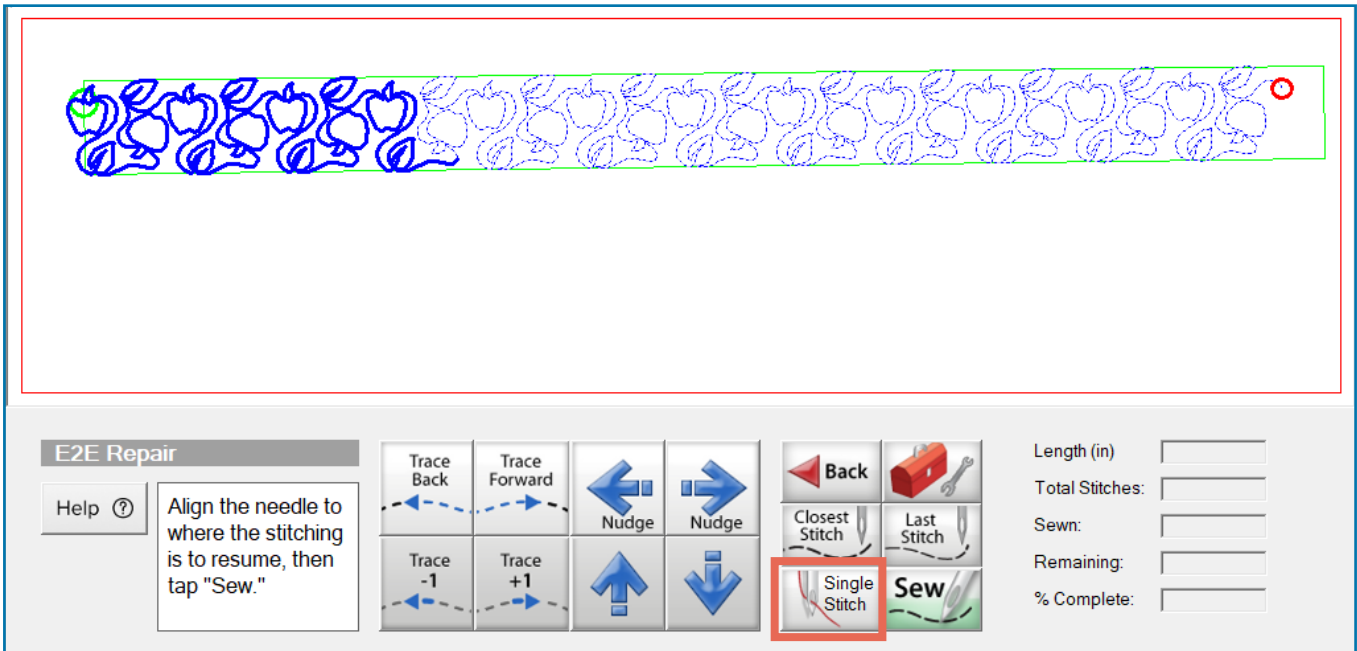 E2E Repair
Help ?
Align the needle to
where the stitching
is to resume, then
tap "Sew."
Trace
Back
Trace
Forward
Nudge
Nudge
Trace
-1
Trace
+1
Back
Closest
Stitch
Last
Stitch
Single
Stitch
Sew
Length (in)
Total Stitches:
Sewn:
Remaining:
% Complete: